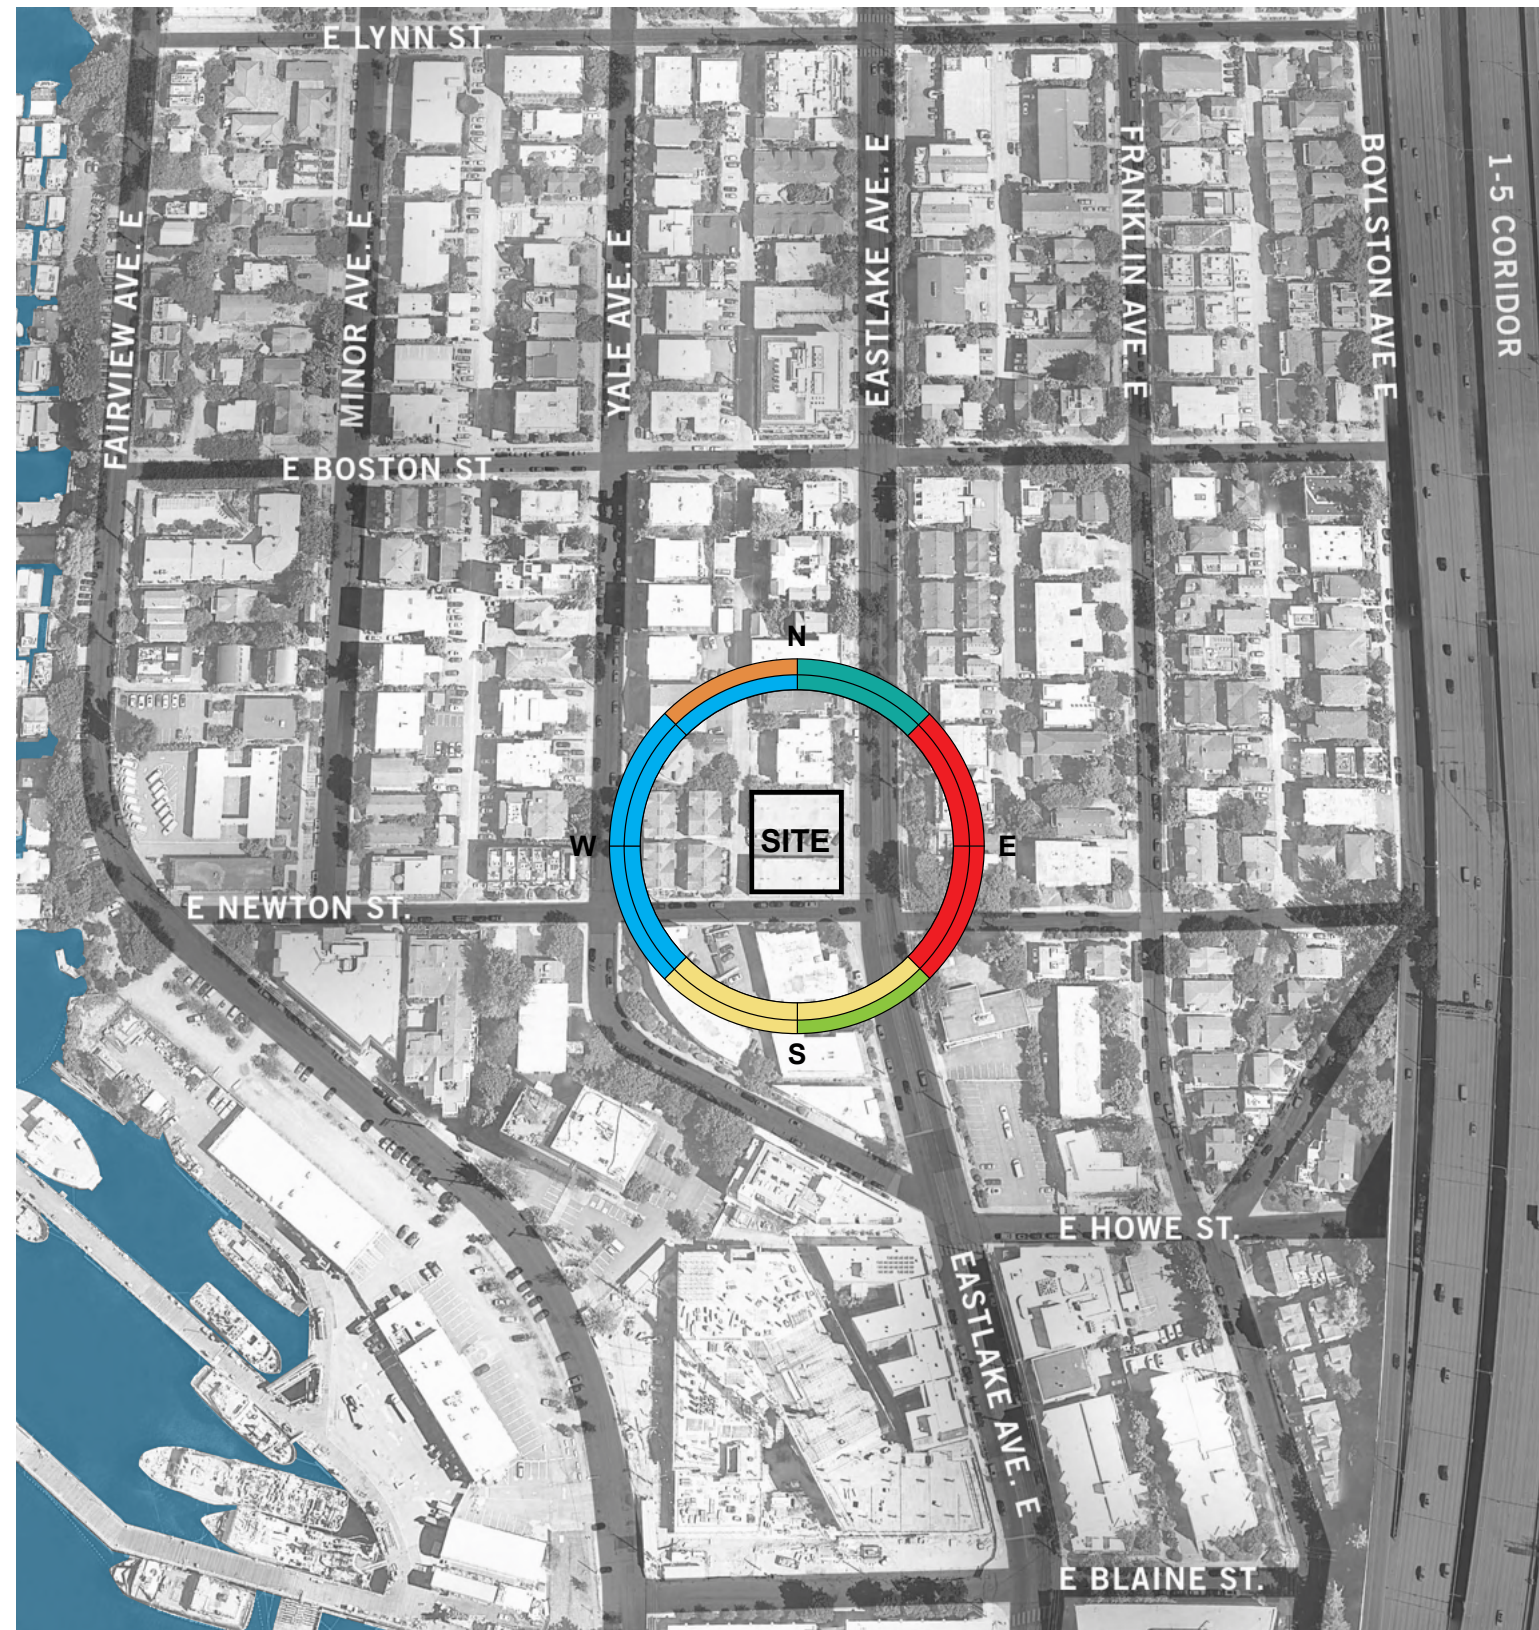 E LYNN ST.
FAIRVIEW AVE. E
MINOR AVE. E
YALE AVE E
EASTLAKE AVE. E
FRANKLIN AVE E
BOYLSTON AVE E
1-5 CORIDOR
E BOSTON ST.
N
W
SITE
E
E NEWTON ST.
S
E HOWE ST.
EASTLAKE AVE. E
E BLAINE ST.